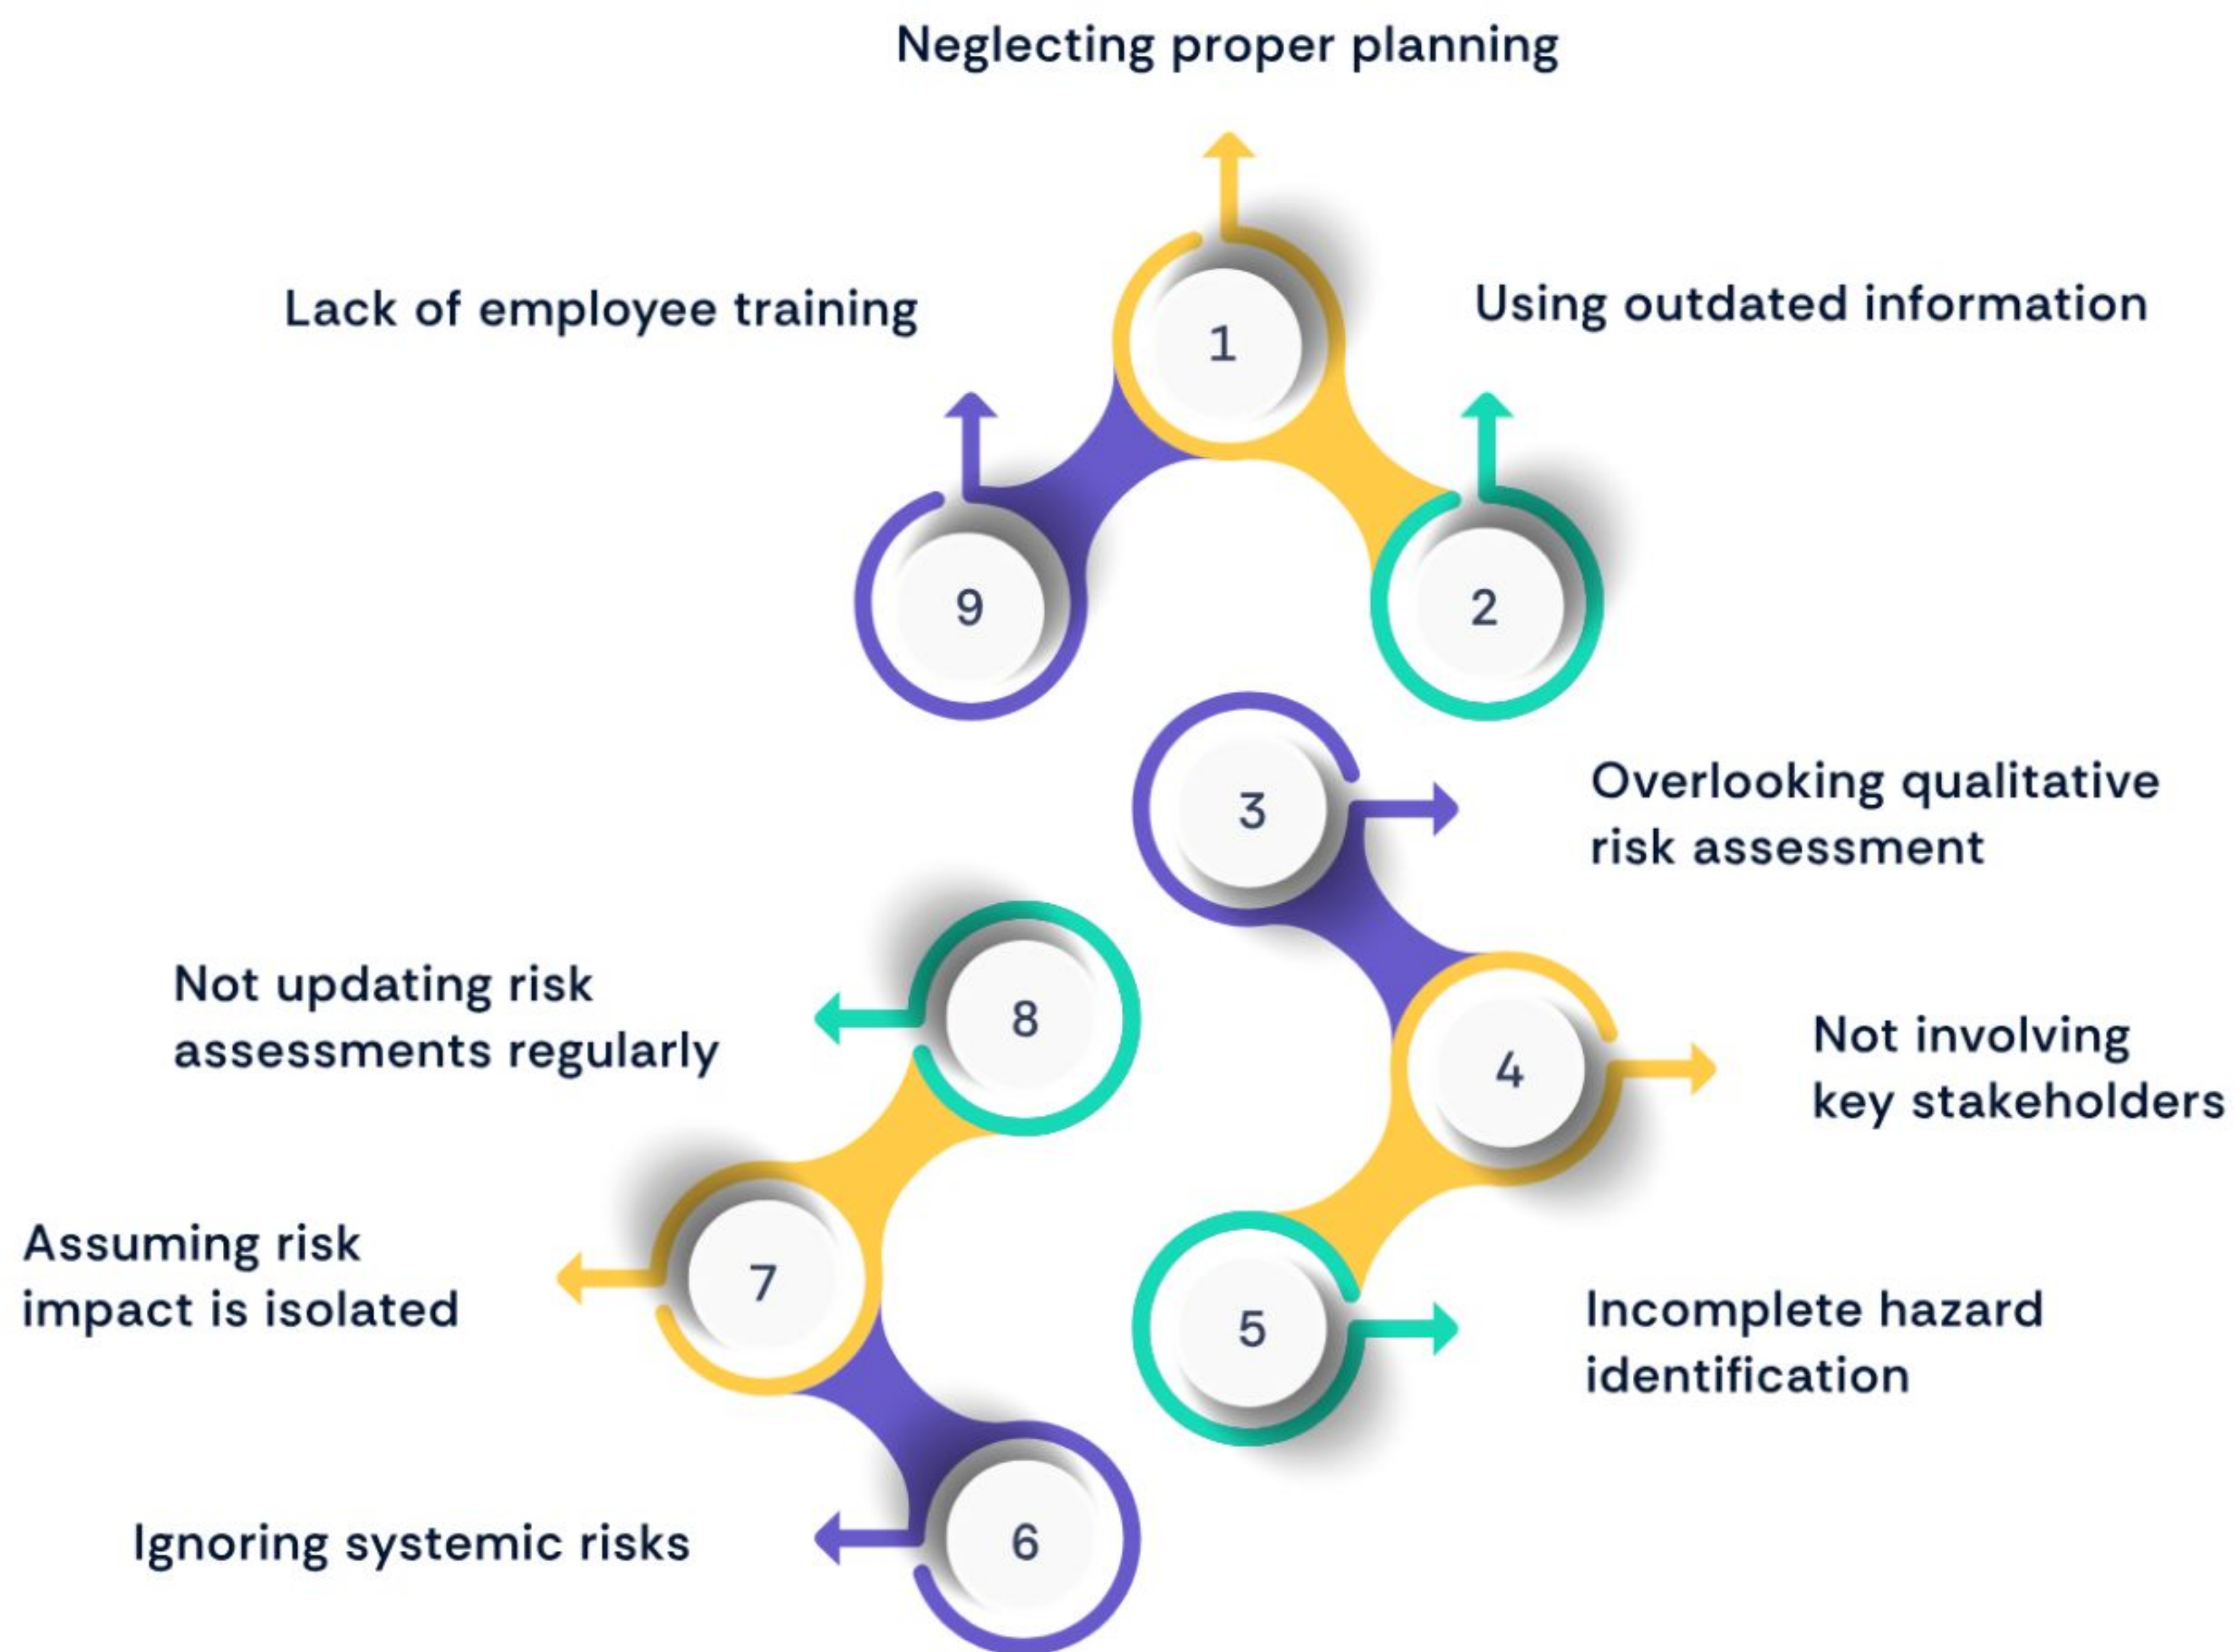 Neglecting proper planning
1
Using outdated information
2
Overlooking qualitative
risk assessment
3
Not involving
key stakeholders
4
Incomplete hazard
identification
5
Ignoring systemic risks
6
Assuming risk
impact is isolated
7
Not updating risk
assessments regularly
8
Lack of employee training
9